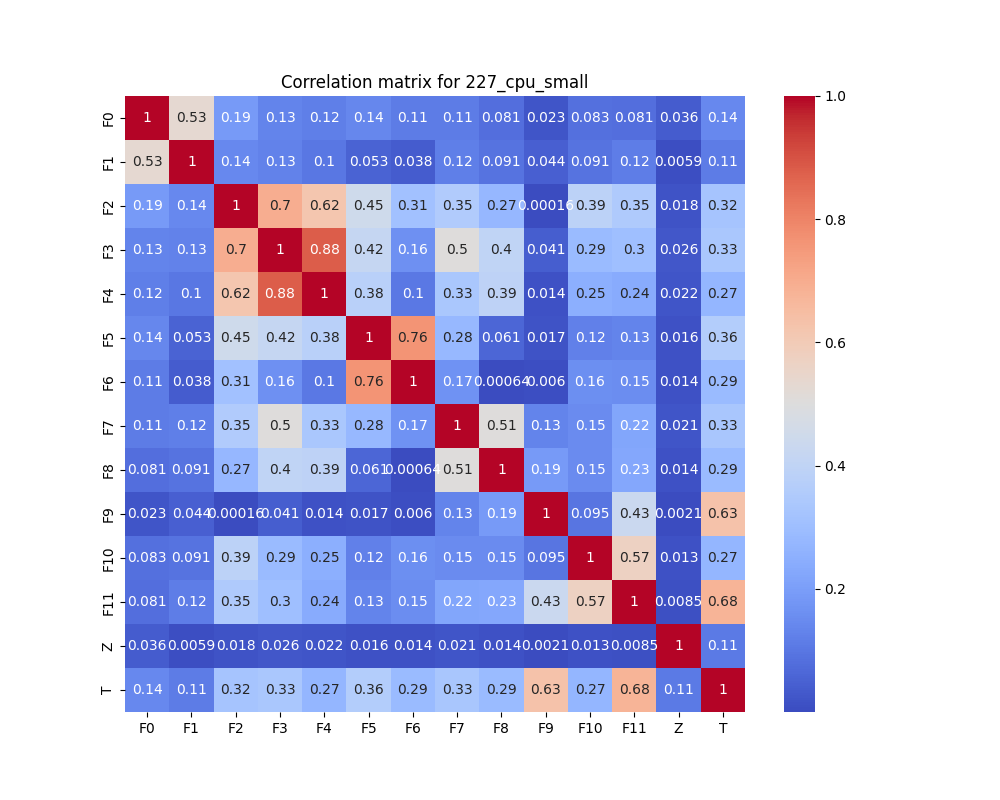 Correlation matrix for 227_cpu_small
F0 1 0.53 0.19 0.13 0.12 0.14 0.11 0.11 0.081 0.023 0.083 0.081 0.036 0.14
F1 0.53 1 0.14 0.13 0.1 0.053 0.038 0.12 0.091 0.044 0.091 0.12 0.0059 0.11
F2 0.19 0.14 1 0.7 0.62 0.45 0.31 0.35 0.27 0.00016 0.39 0.35 0.018 0.32
F3 0.13 0.13 0.7 1 0.88 0.42 0.16 0.5 0.4 0.041 0.29 0.3 0.026 0.33
F4 0.12 0.1 0.62 0.88 1 0.38 0.1 0.33 0.39 0.014 0.25 0.24 0.022 0.27
F5 0.14 0.053 0.45 0.42 0.38 1 0.76 0.28 0.061 0.017 0.12 0.13 0.016 0.36
F6 0.11 0.038 0.31 0.16 0.1 0.76 1 0.17 0.00064 0.006 0.16 0.15 0.014 0.29
F7 0.11 0.12 0.35 0.5 0.33 0.28 0.17 1 0.51 0.13 0.15 0.22 0.021 0.33
F8 0.081 0.091 0.27 0.4 0.39 0.061 0.00064 0.51 1 0.19 0.15 0.23 0.014 0.29
F9 0.023 0.044 0.00016 0.041 0.014 0.017 0.006 0.13 0.19 1 0.095 0.43 0.0021 0.63
F10 0.083 0.091 0.39 0.29 0.25 0.12 0.16 0.15 0.15 0.095 1 0.57 0.013 0.27
F11 0.081 0.12 0.35 0.3 0.24 0.13 0.15 0.22 0.23 0.43 0.57 1 0.0085 0.68
Z 0.036 0.0059 0.018 0.026 0.022 0.016 0.014 0.021 0.014 0.0021 0.013 0.0085 1 0.11
T 0.14 0.11 0.32 0.33 0.27 0.36 0.29 0.33 0.29 0.63 0.27 0.68 0.11 1
F0 F1 F2 F3 F4 F5 F6 F7 F8 F9 F10 F11 Z T
1.0
0.8
0.6
0.4
0.2